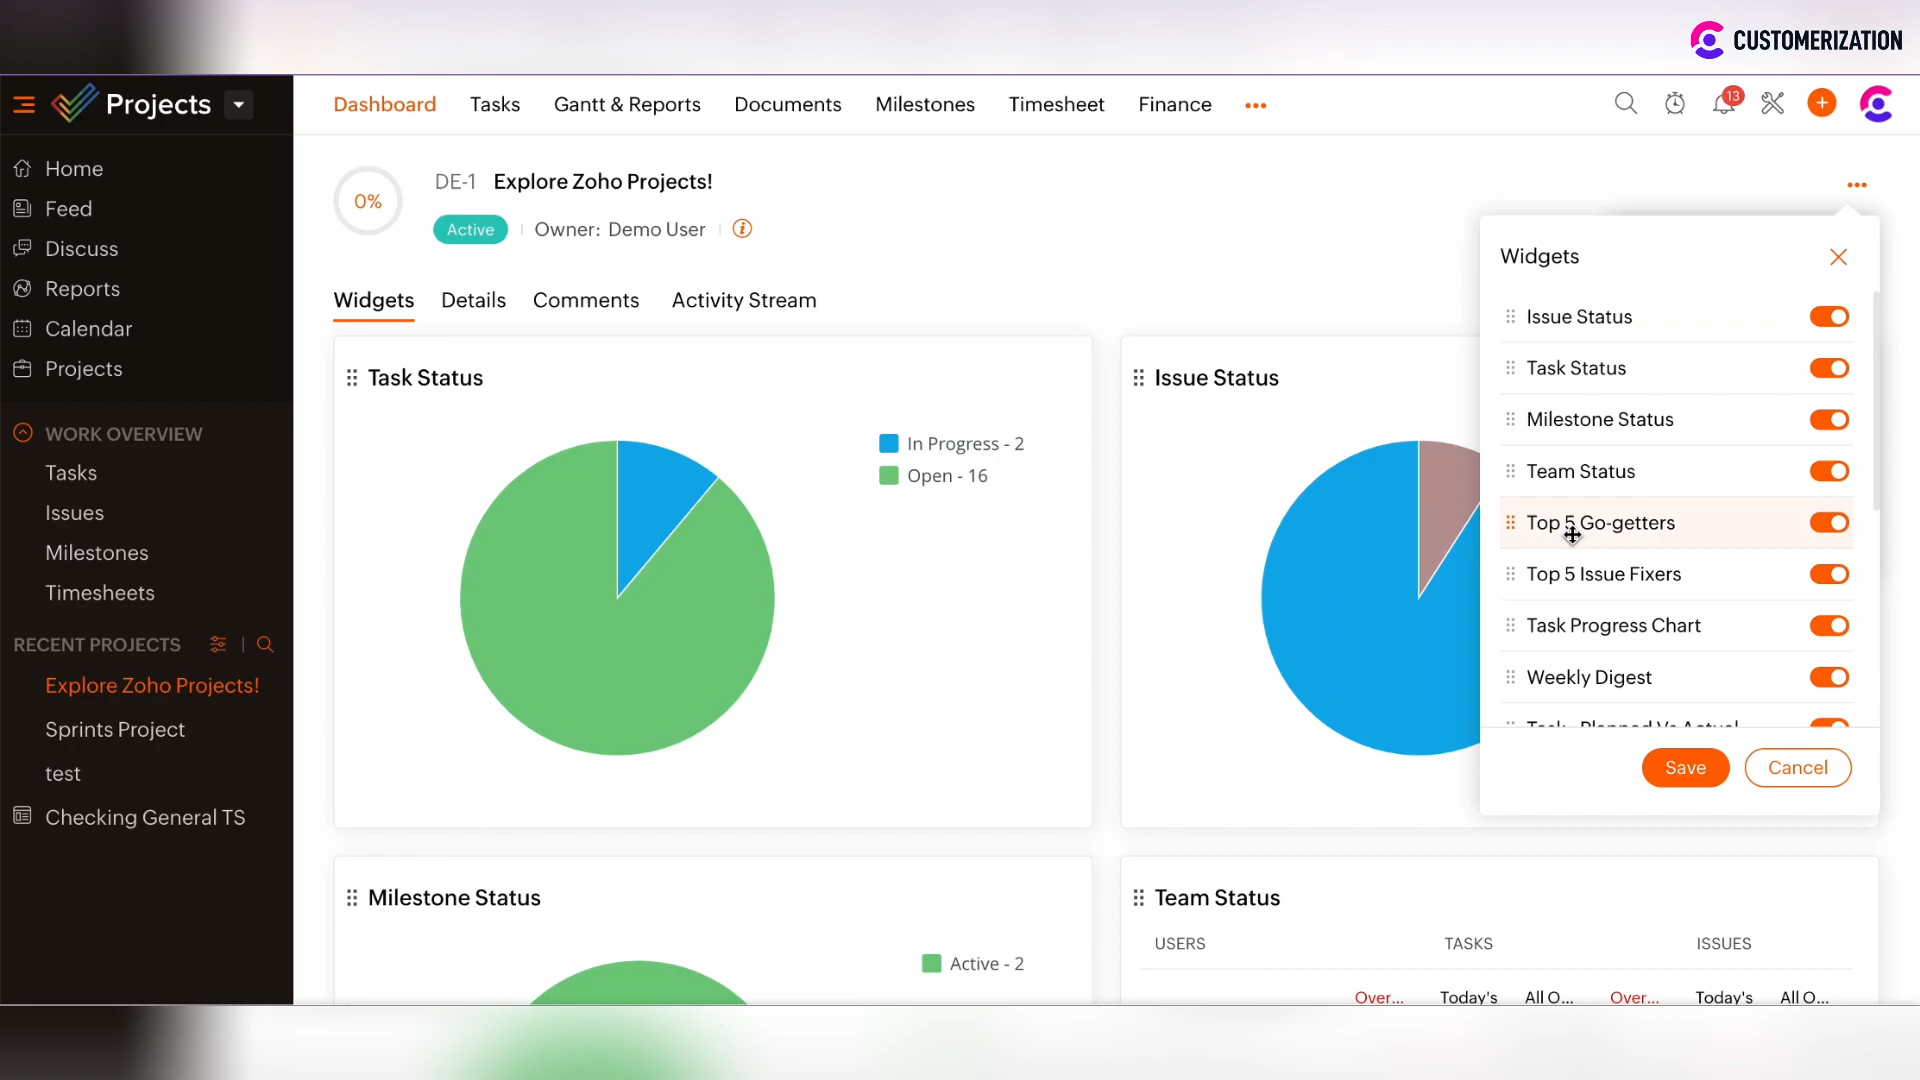 CUSTOMERIZATION
Projects
Dashboard Tasks Gantt & Reports Documents Milestones Timesheet Finance
13
Home
Feed
Discuss
Reports
Calendar
Projects
WORK OVERVIEW
Tasks
Issues
Milestones
Timesheets
RECENT PROJECTS
Explore Zoho Projects!
Sprints Project
test
Checking General TS
0%
DE-1 Explore Zoho Projects!
Active Owner: Demo User
Widgets Details Comments Activity Stream
Task Status
In Progress - 2
Open - 16
Issue Status
Milestone Status
Active - 2
Team Status
USERS TASKS ISSUES
Over... Today's All O... Over... Today's All O...
Widgets
Issue Status
Task Status
Milestone Status
Team Status
Top 5 Go-getters
Top 5 Issue Fixers
Task Progress Chart
Weekly Digest
Task - Planned Vs Actual
Save Cancel